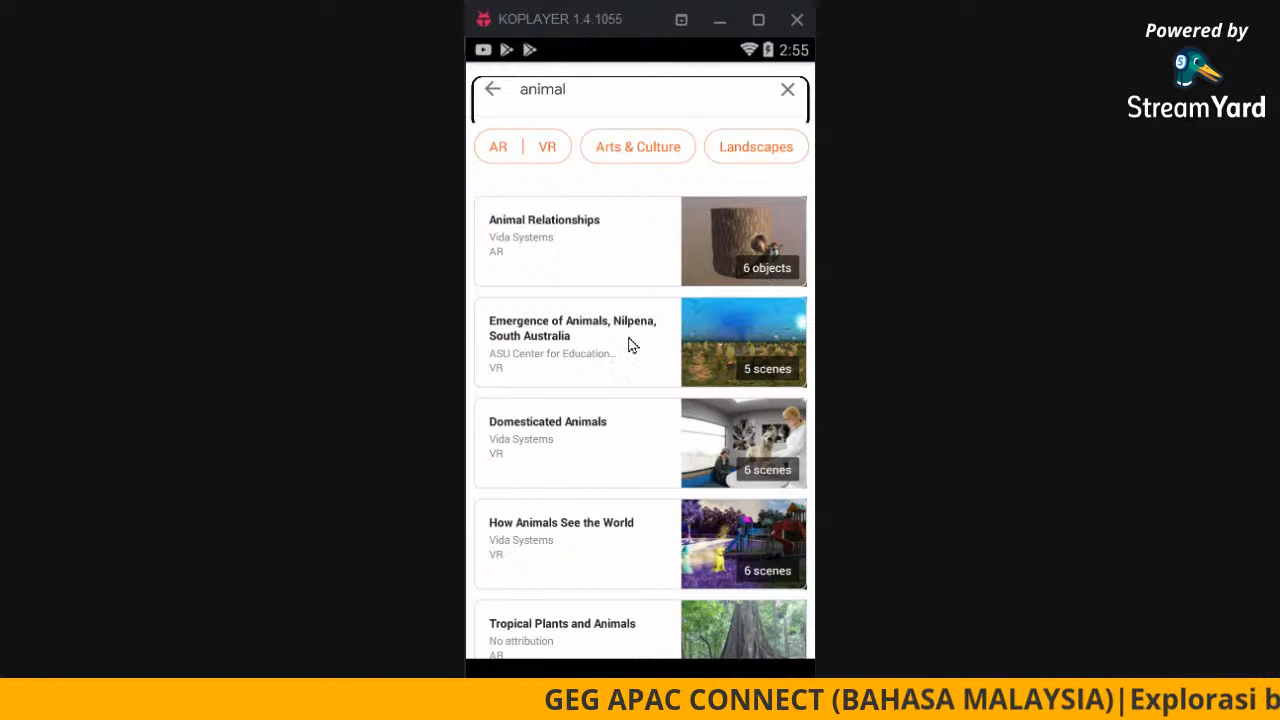 KOPLAYER 1.4.1055
2:55
Powered by
StreamYard
animal
AR | VR
Arts & Culture
Landscapes
Animal Relationships
Vida Systems
AR
6 objects
Emergence of Animals, Nilpena,
South Australia
ASU Center for Education...
VR
5 scenes
Domesticated Animals
Vida Systems
VR
6 scenes
How Animals See the World
Vida Systems
VR
6 scenes
Tropical Plants and Animals
No attribution
AR
GEG APAC CONNECT (BAHASA MALAYSIA)|Explorasi b